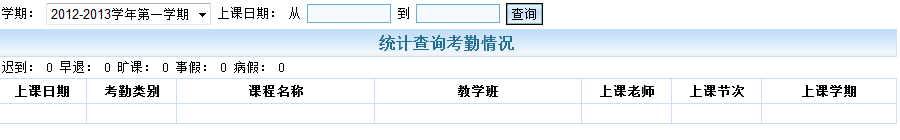 学期： 2012-2013学年第一学期 上课日期： 从 到 查询
统计查询考勤情况
迟到： 0 早退： 0 旷课： 0 事假： 0 病假： 0
上课日期 考勤类别 课程名称 教学班 上课老师 上课节次 上课学期